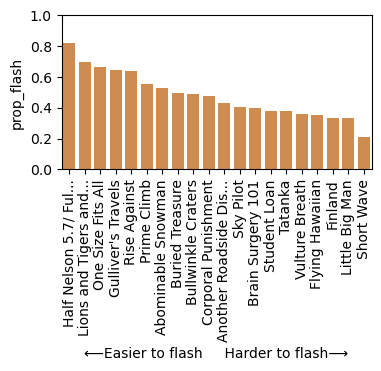 prop_flash
1.0
0.8
0.6
0.4
0.2
0.0
Half Nelson 5.7/ Ful...
Lions and Tigers and...
One Size Fits All
Gulliver's Travels
Rise Against
Prime Climb
Abominable Snowman
Buried Treasure
Bullwinkle Craters
Corporal Punishment
Another Roadside Dis...
Sky Pilot
Brain Surgery 101
Student Loan
Tatanka
Vulture Breath
Flying Hawaiian
Finland
Little Big Man
Short Wave
⟵Easier to flash Harder to flash⟶